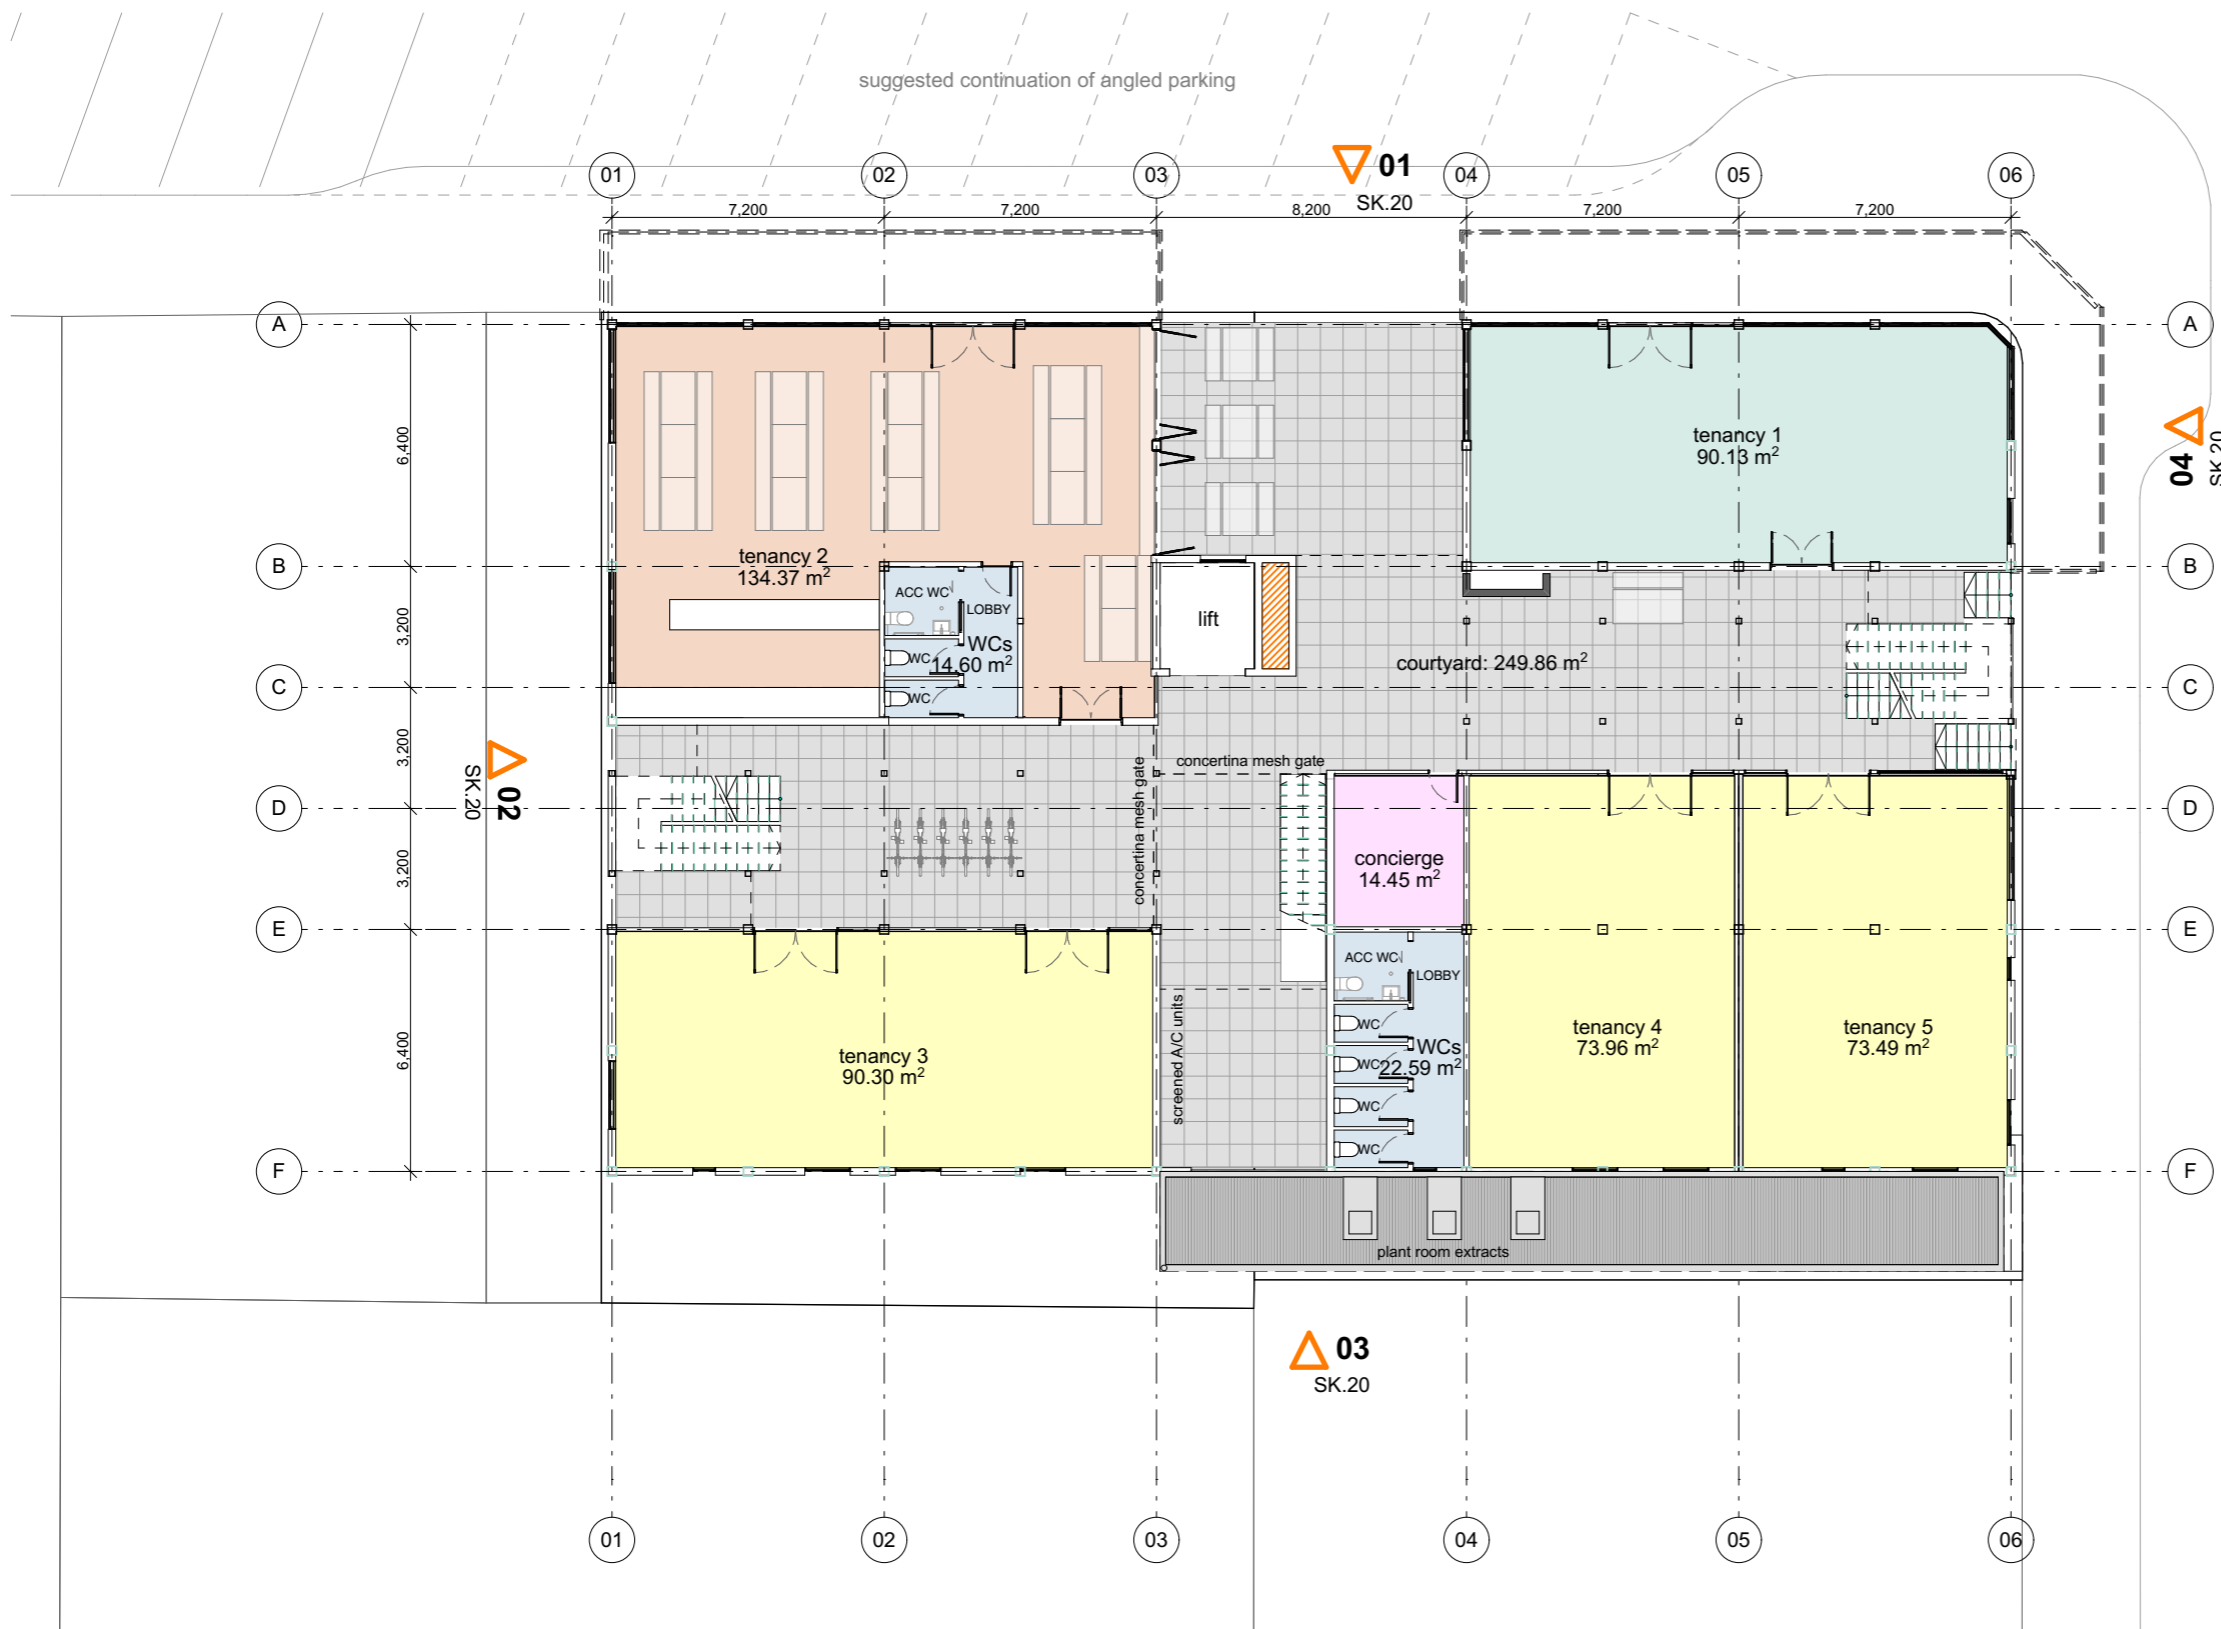 suggested continuation of angled parking
01
SK.20
01
02
03
04
05
06
7,200
7,200
8,200
7,200
7,200
A
A
6,400
tenancy 1
90.13 m²
04
SK.20
tenancy 2
134.37 m²
B
B
ACC WC
LOBBY
WCs
14.60 m²
WC
WC
lift
3,200
courtyard: 249.86 m²
C
C
3,200
02
SK.20
concertina mesh gate
concertina mesh gate
D
D
3,200
concierge
14.45 m²
E
E
ACC WC
LOBBY
WCs
22.59 m²
WC
WC
WC
WC
screened A/C units
tenancy 3
90.30 m²
tenancy 4
73.96 m²
tenancy 5
73.49 m²
6,400
F
F
plant room extracts
03
SK.20
01
02
03
04
05
06